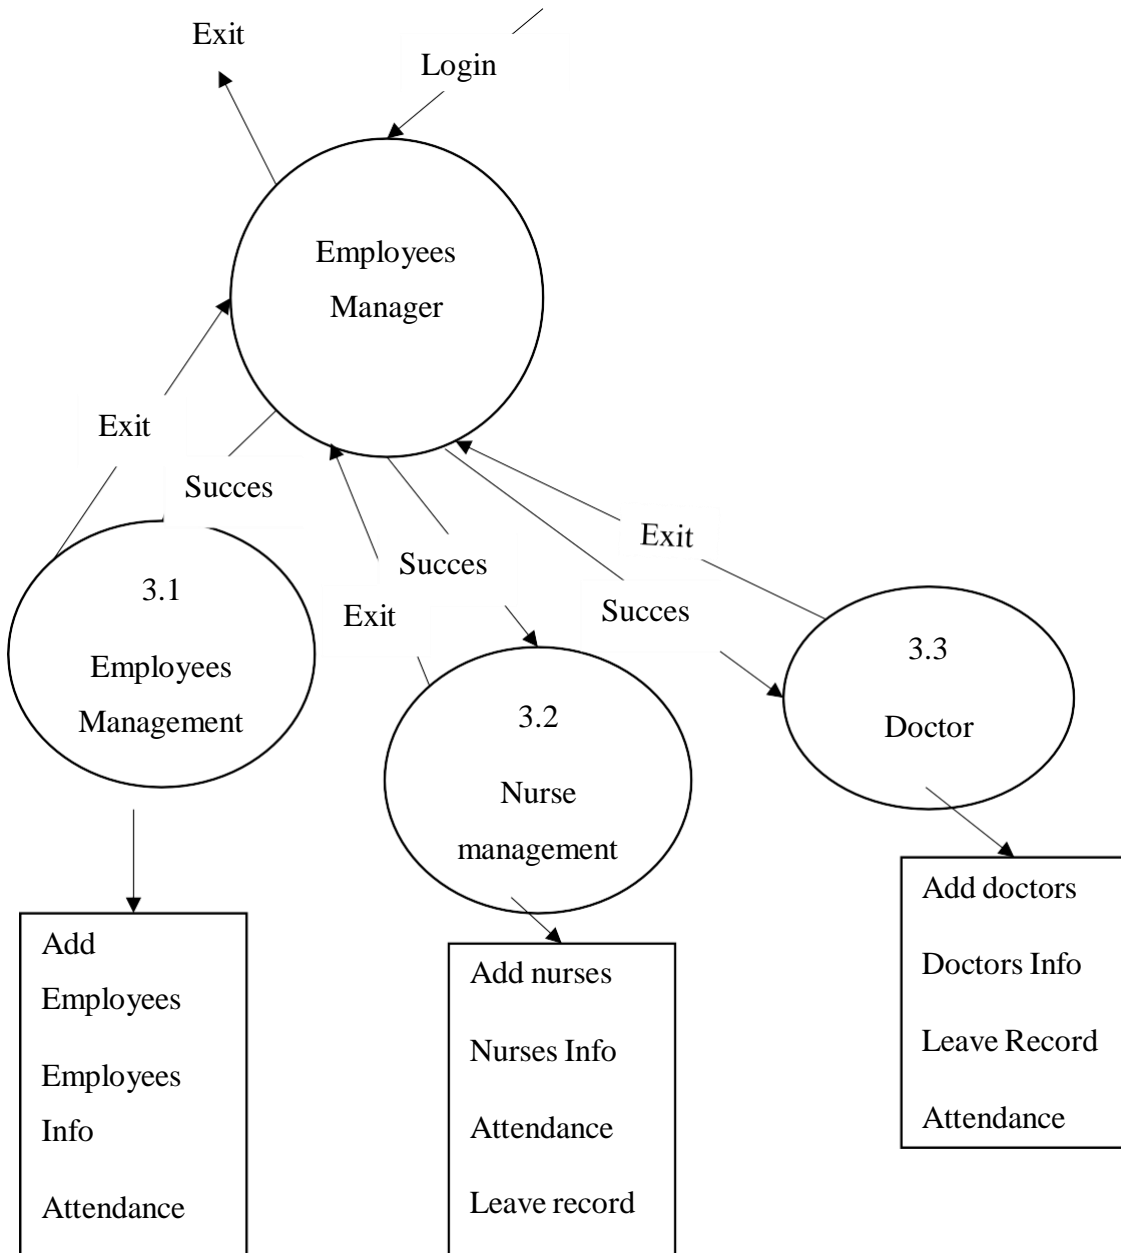 Exit
Login
Employees
Manager
Exit
Succes
Succes
Exit
Exit
Succes
3.1
Employees
Management
3.2
Nurse
management
3.3
Doctor
Add
Employees
Employees
Info
Attendance
Add nurses
Nurses Info
Attendance
Leave record
Add doctors
Doctors Info
Leave Record
Attendance